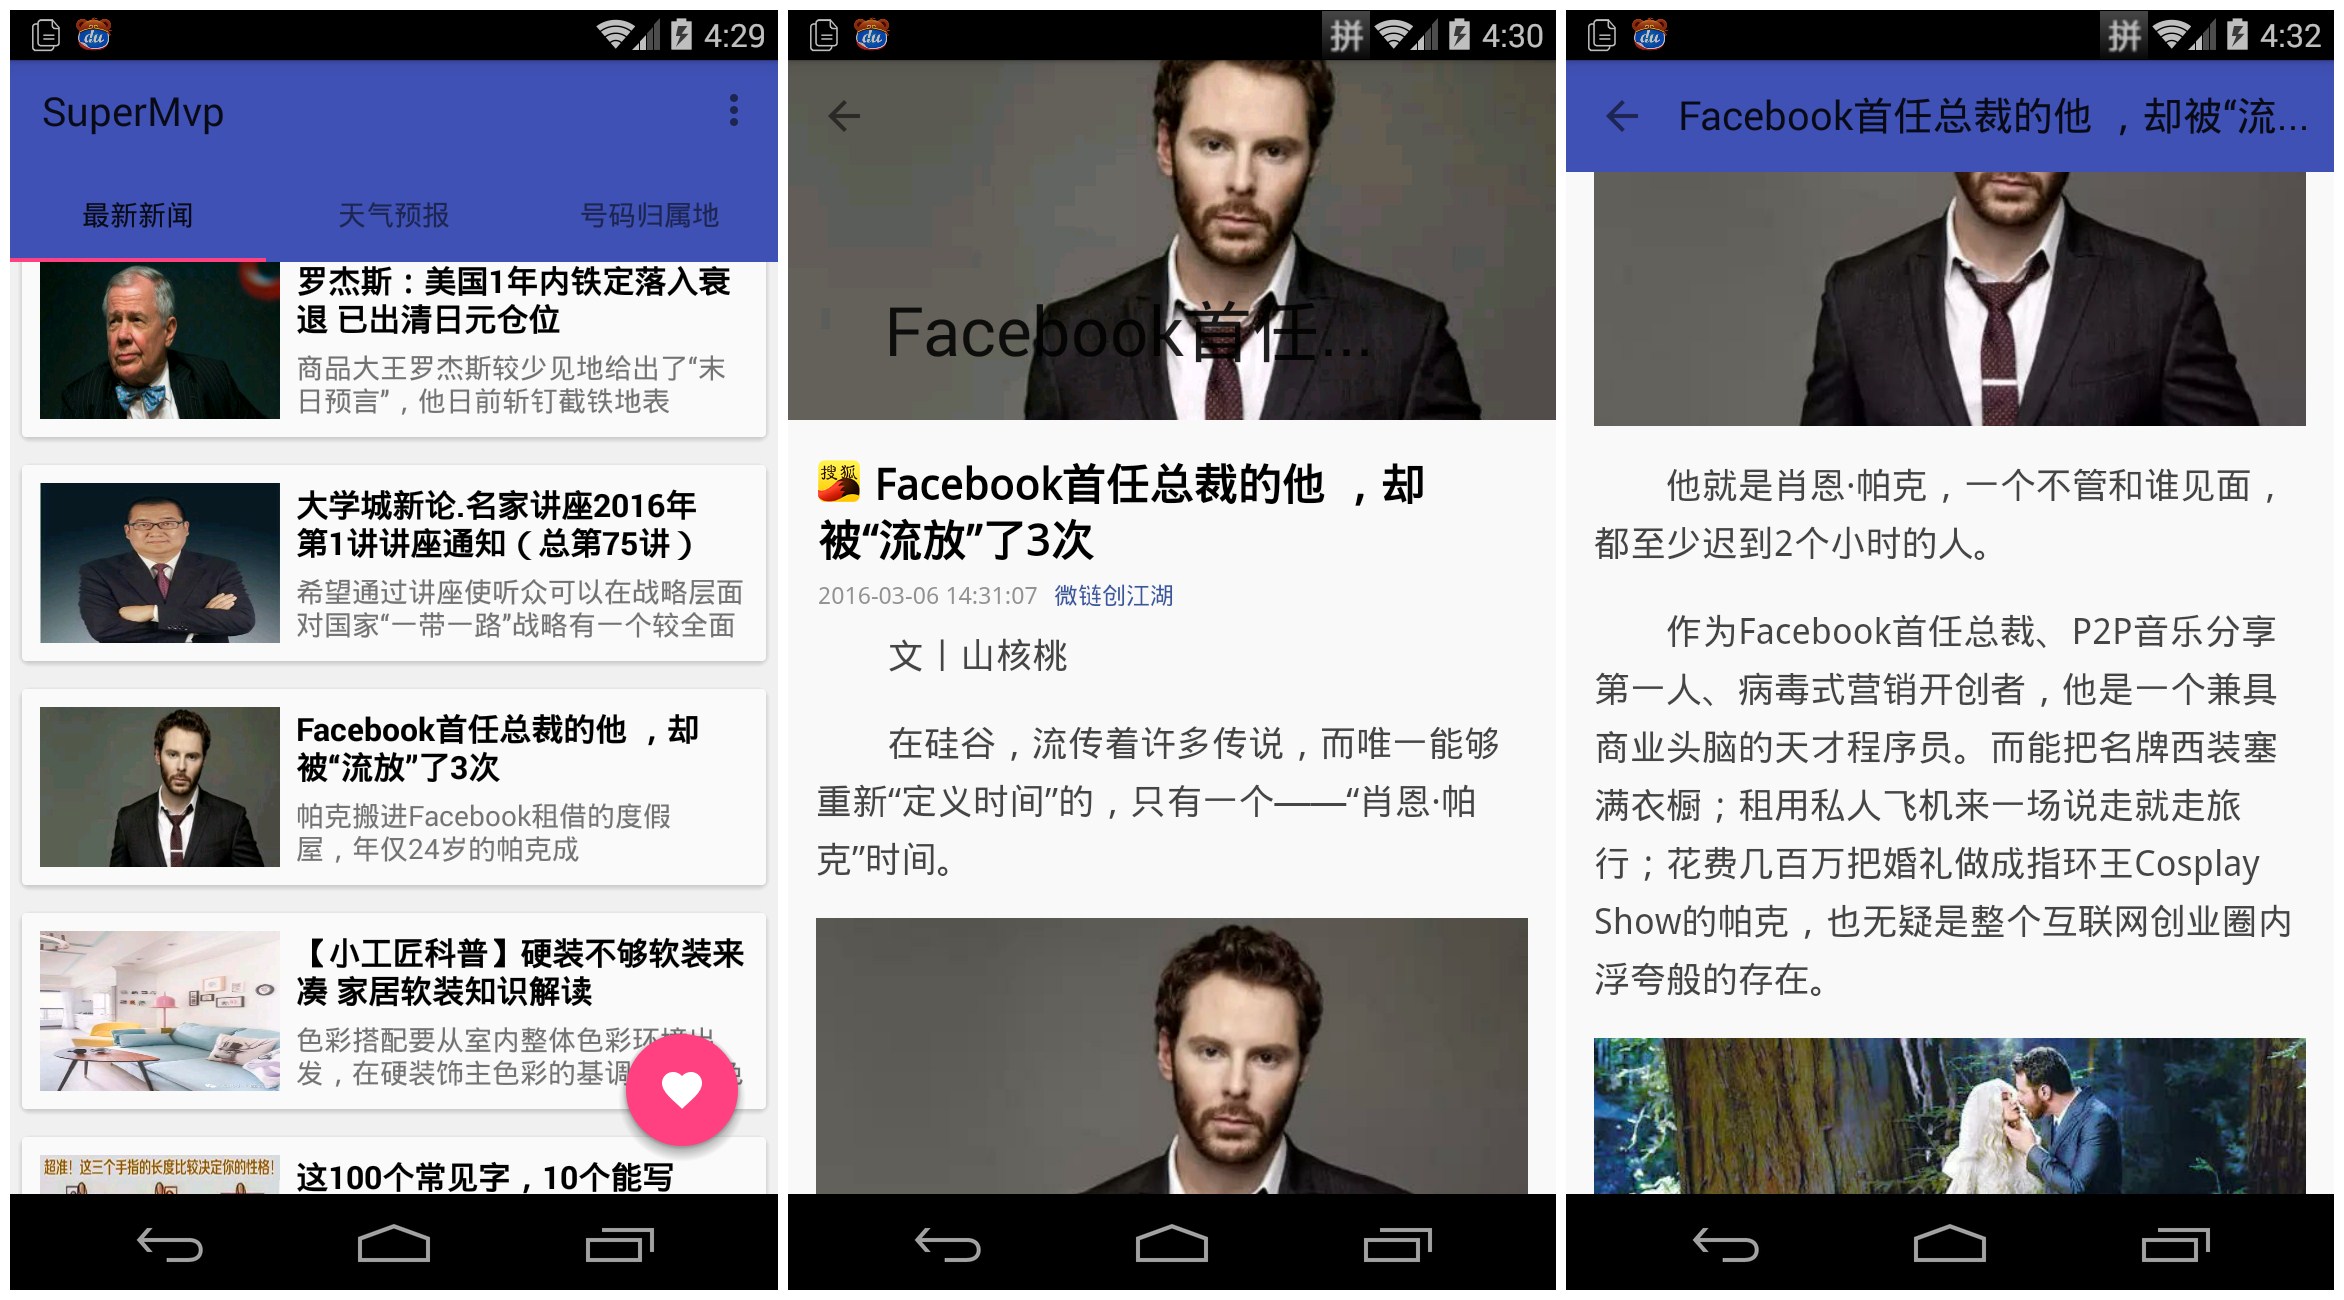 4:29
SuperMvp
最新新闻
天气预报
号码归属地
罗杰斯：美国1年内铁定落入衰
退 已出清日元仓位
商品大王罗杰斯较少见地给出了“末
日预言”，他日前斩钉截铁地表
大学城新论.名家讲座2016年
第1讲讲座通知（总第75讲）
希望通过讲座使听众可以在战略层面
对国家“一带一路”战略有一个较全面
Facebook首任总裁的他 ，却
被“流放”了3次
帕克搬进Facebook租借的度假
屋，年仅24岁的帕克成
【小工匠科普】硬装不够软装来
凑 家居软装知识解读
色彩搭配要从室内整体色彩环境出
发，在硬装饰主色彩的基调
超准！这三个手指的长度比较决定你的性格！
这100个常见字，10个能写
du
拼
4:30
Facebook首任...
搜狐
Facebook首任总裁的他 ，却
被“流放”了3次
2016-03-06 14:31:07 微链创江湖
文丨山核桃
在硅谷，流传着许多传说，而唯一能够
重新“定义时间”的，只有一个——“肖恩·帕
克”时间。
du
拼
4:32
Facebook首任总裁的他 ，却被“流...
他就是肖恩·帕克，一个不管和谁见面，
都至少迟到2个小时的人。
作为Facebook首任总裁、P2P音乐分享
第一人、病毒式营销开创者，他是一个兼具
商业头脑的天才程序员。而能把名牌西装塞
满衣橱；租用私人飞机来一场说走就走旅
行；花费几百万把婚礼做成指环王Cosplay
Show的帕克，也无疑是整个互联网创业圈内
浮夸般的存在。
du